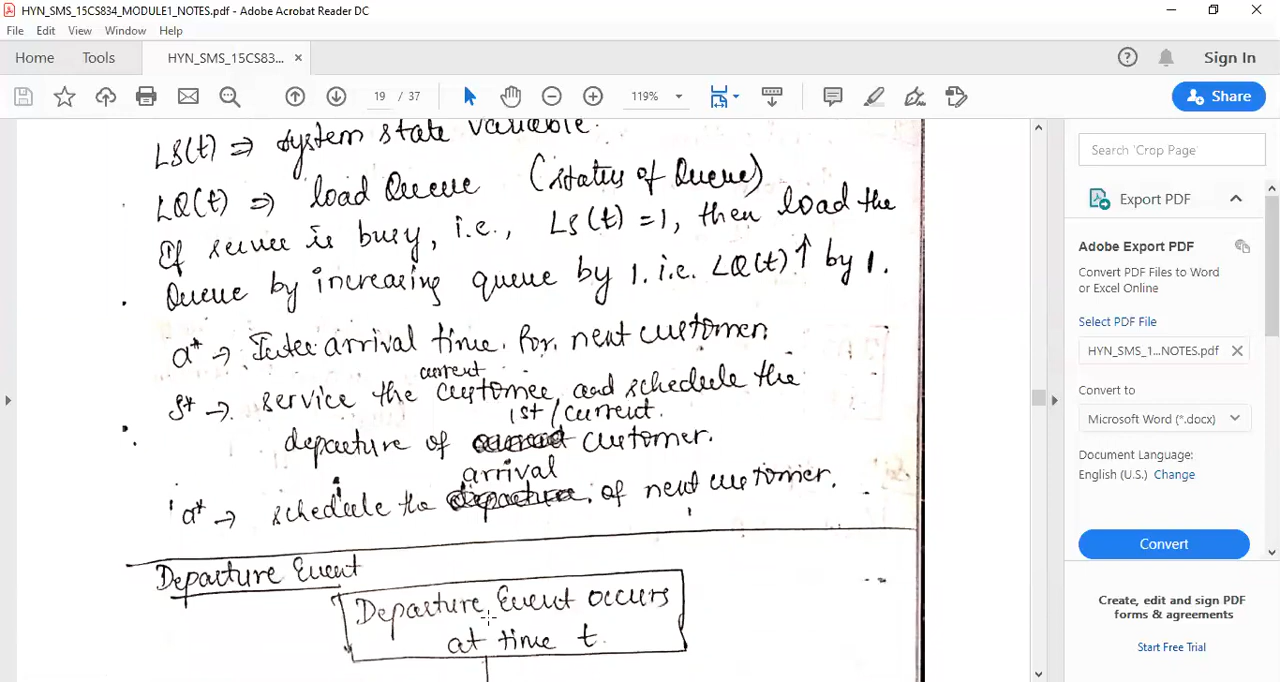 HYN_SMS_15CS834_MODULE1_NOTES.pdf - Adobe Acrobat Reader DC
File Edit View Window Help
Home Tools HYN_SMS_15CS83... ×
Sign In
19 / 37
119%
Share
LS(t) ⇒ System state variable.
LQ(t) ⇒ load Queue (status of Queue)
If server is busy, i.e., LS(t) = 1, then load the
Queue by increasing queue by 1. i.e. LQ(t)↑ by 1.
a* → Inter arrival time. For. next customer.
current
S* → service the customer, and schedule the
1st / current.
departure of customer.
arrival
'a* → schedule the of next customer.
Departure Event
Departure Event occurs
at time t.
Search 'Crop Page'
Export PDF
Adobe Export PDF
Convert PDF Files to Word
or Excel Online
Select PDF File
HYN_SMS_1...NOTES.pdf ×
Convert to
Microsoft Word (*.docx)
Document Language:
English (U.S.) Change
Convert
Create, edit and sign PDF
forms & agreements
Start Free Trial